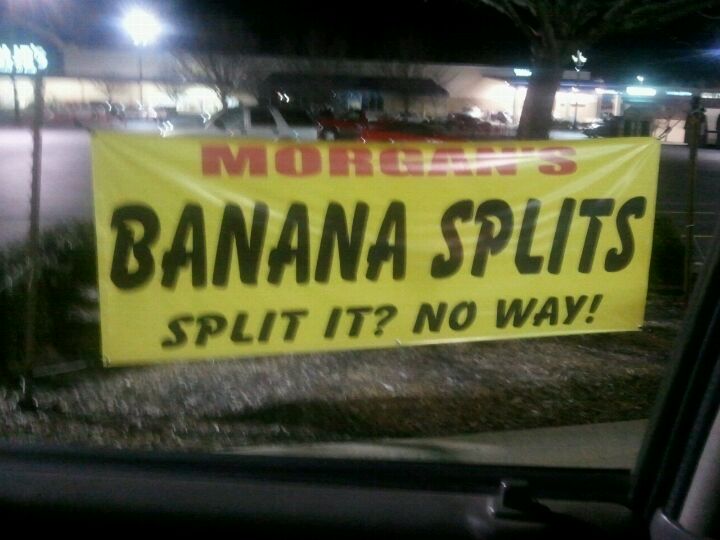 MORGAN'S
BANANA SPLITS
SPLIT IT? NO WAY!